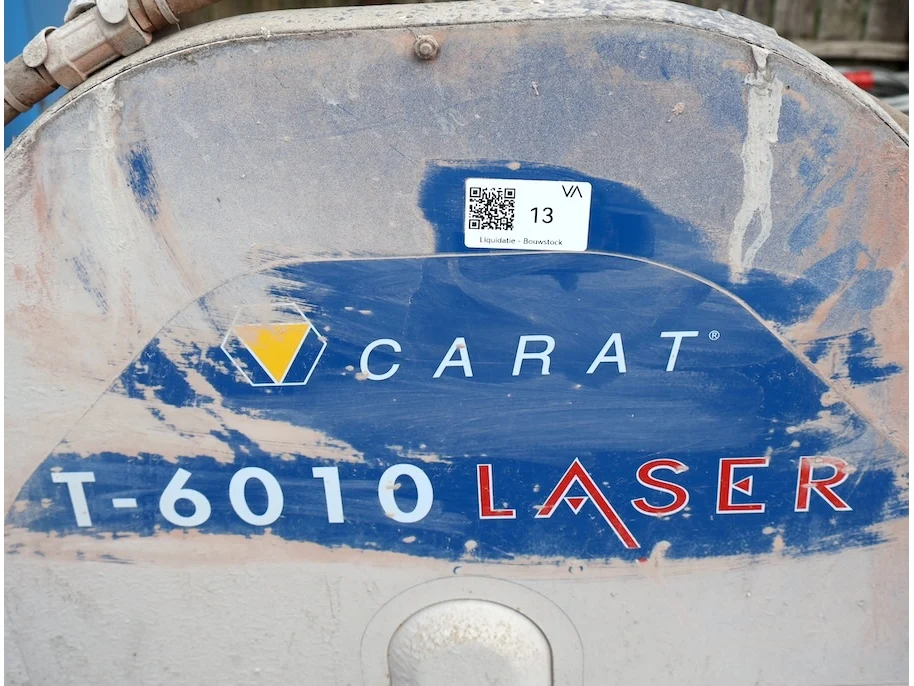 VA
13
Liquidatie - Bouwstock
CARAT®
T-6010 LASER